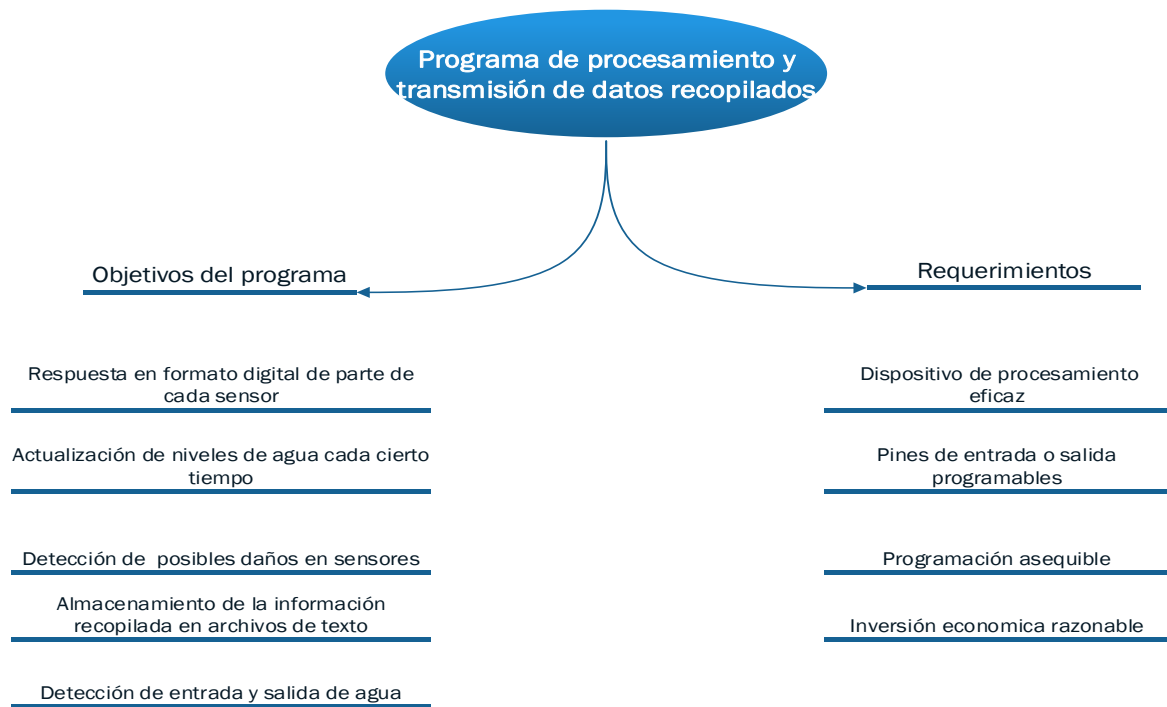 Programa de procesamiento y
transmisión de datos recopilados
Objetivos del programa
Respuesta en formato digital de parte de
cada sensor
Actualización de niveles de agua cada cierto
tiempo
Detección de posibles daños en sensores
Almacenamiento de la información
recopilada en archivos de texto
Detección de entrada y salida de agua
Requerimientos
Dispositivo de procesamiento
eficaz
Pines de entrada o salida
programables
Programación asequible
Inversión economica razonable